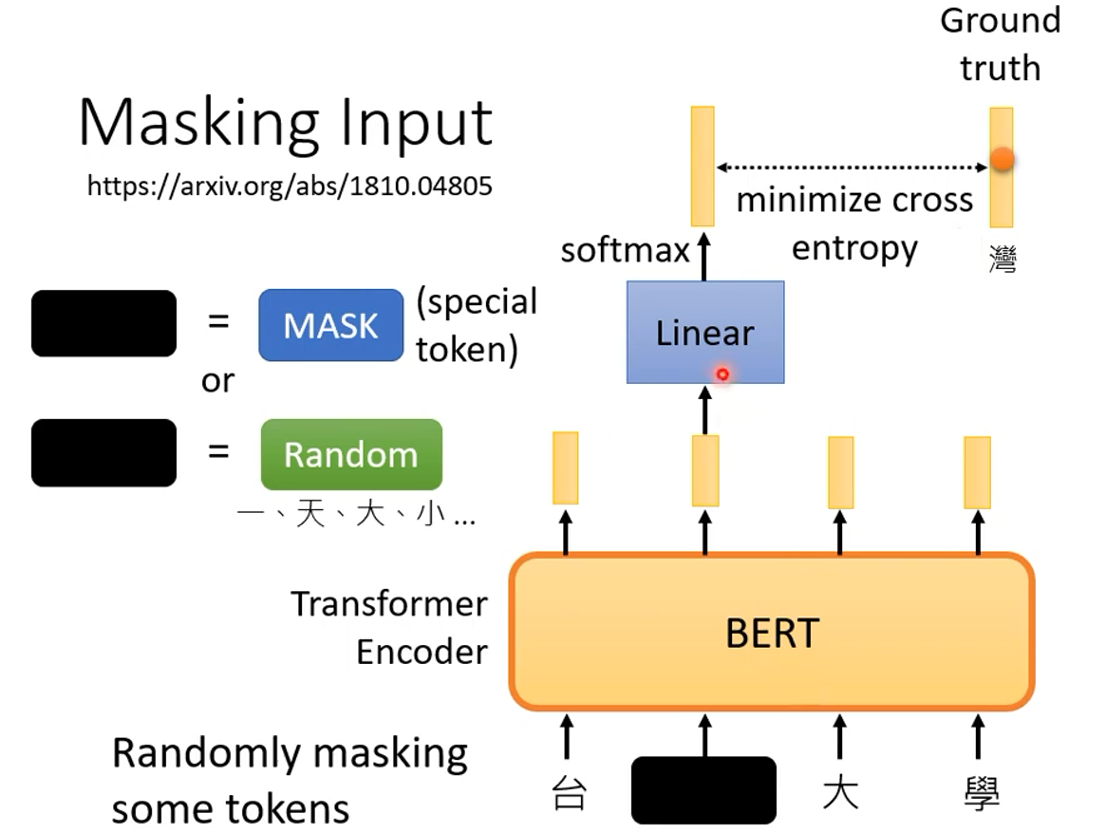 Masking Input
https://arxiv.org/abs/1810.04805
Ground
truth
minimize cross
entropy
灣
softmax
Linear
= MASK (special
token)
or
= Random
一、天、大、小 ...
Transformer
Encoder
BERT
Randomly masking
some tokens
台 大 學